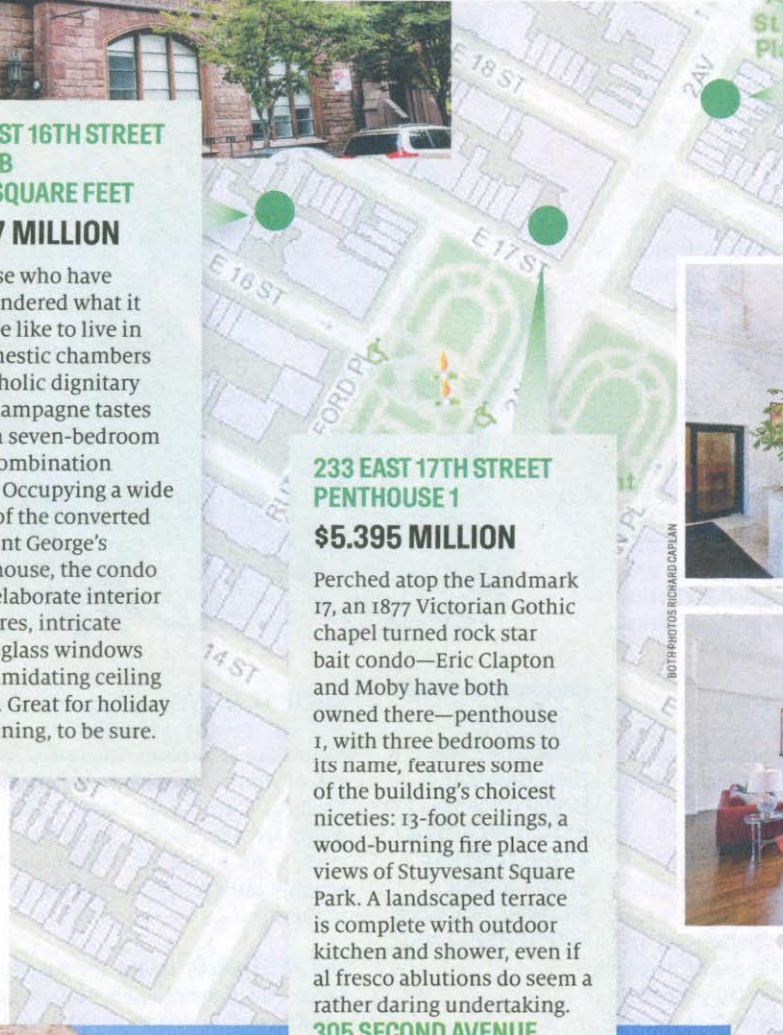 E 18 ST
2AV
ST 16TH STREET
B
SQUARE FEET
MILLION
E 17 ST
E 16 ST
se who have
ndered what it
e like to live in
nestic chambers
holic dignitary
ampagne tastes
seven-bedroom
ombination
Occupying a wide
of the converted
nt George's
house, the condo
elaborate interior
res, intricate
glass windows
midating ceiling
. Great for holiday
ning, to be sure.
FORD PL
RU
14 ST
ST
233 EAST 17TH STREET
PENTHOUSE 1
$5.395 MILLION
Perched atop the Landmark
17, an 1877 Victorian Gothic
chapel turned rock star
bait condo—Eric Clapton
and Moby have both
owned there—penthouse
1, with three bedrooms to
its name, features some
of the building's choicest
niceties: 13-foot ceilings, a
wood-burning fire place and
views of Stuyvesant Square
Park. A landscaped terrace
is complete with outdoor
kitchen and shower, even if
al fresco ablutions do seem a
rather daring undertaking.
305 SECOND AVENUE
BOTH PHOTOS RICHARD CAPLAN